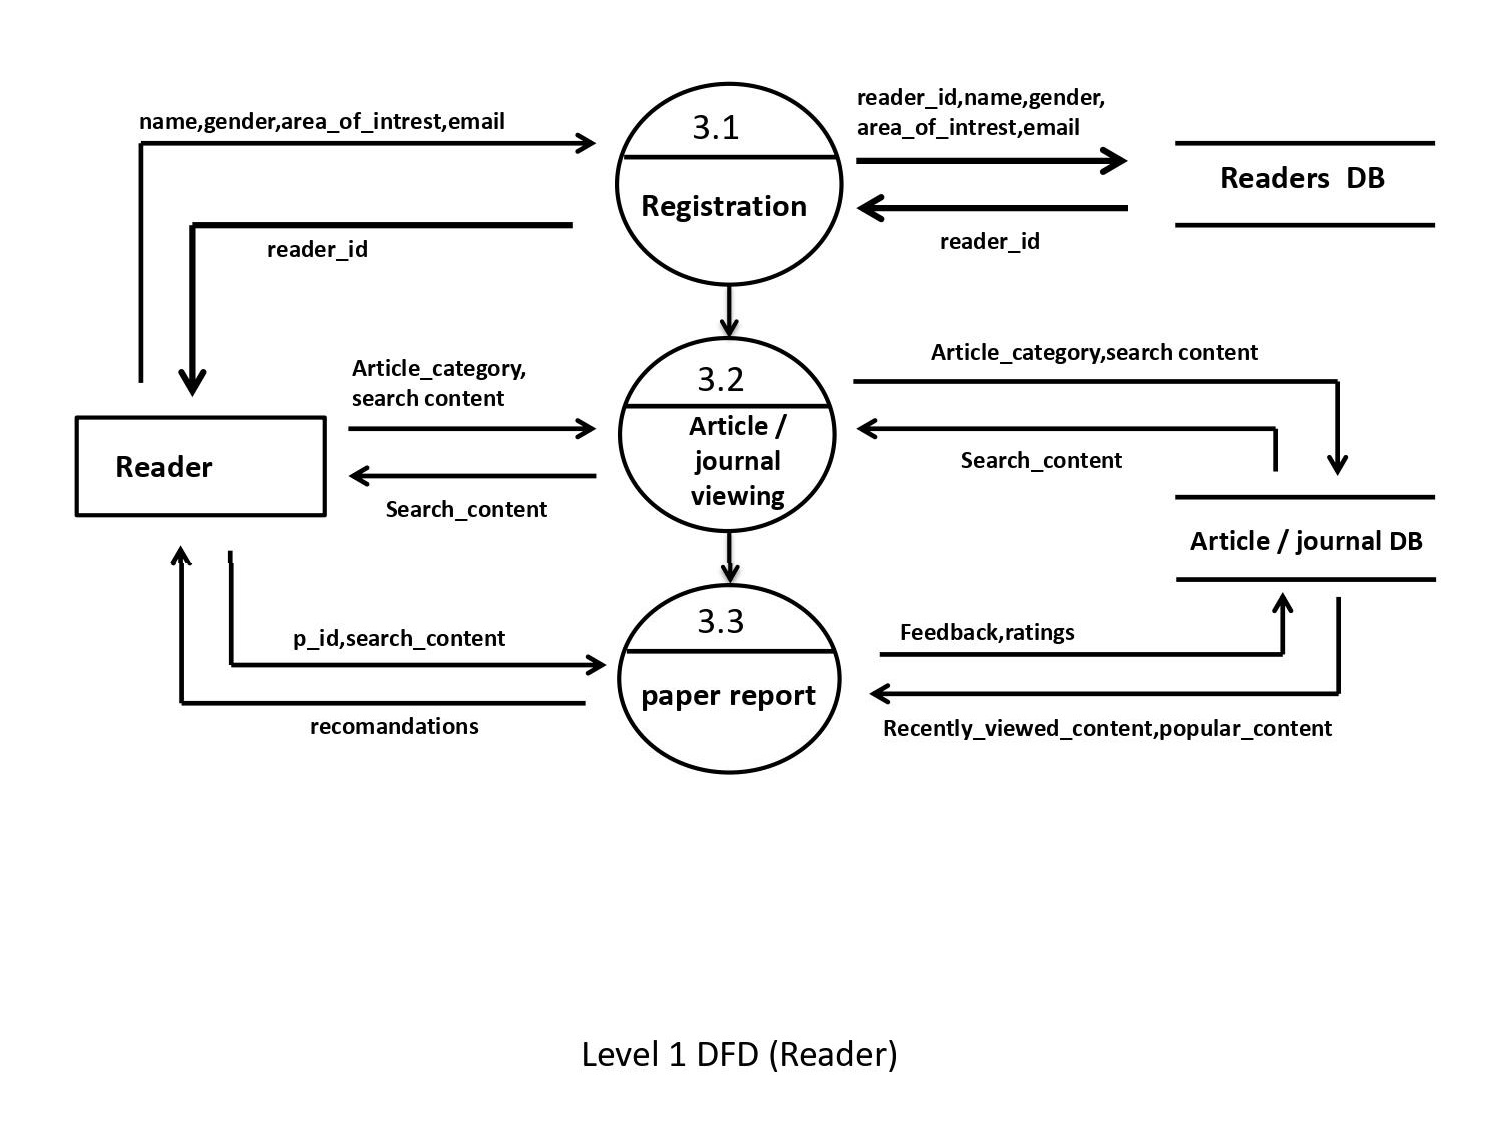 name,gender,area_of_intrest,email
3.1
Registration
reader_id,name,gender,
area_of_intrest,email
Readers  DB
reader_id
reader_id
Article_category,
search content
3.2
Article /
journal
viewing
Article_category,search content
Search_content
Reader
Search_content
Article / journal DB
p_id,search_content
3.3
paper report
Feedback,ratings
recomandations
Recently_viewed_content,popular_content
Level 1 DFD (Reader)